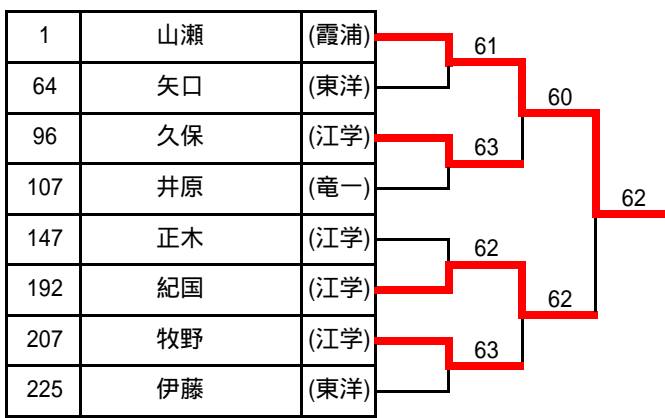 1 山瀬 (霞浦)
64 矢口 (東洋)
96 久保 (江学)
107 井原 (竜一)
147 正木 (江学)
192 紀国 (江学)
207 牧野 (江学)
225 伊藤 (東洋)
61
63
62
63
60
62
62